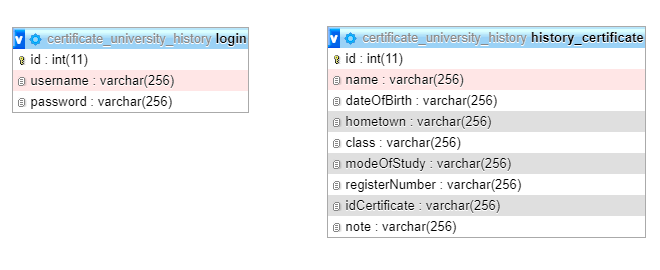 v certificate_university_history login
id : int(11)
username : varchar(256)
password : varchar(256)
v certificate_university_history history_certificate
id : int(11)
name : varchar(256)
dateOfBirth : varchar(256)
hometown : varchar(256)
class : varchar(256)
modeOfStudy : varchar(256)
registerNumber : varchar(256)
idCertificate : varchar(256)
note : varchar(256)